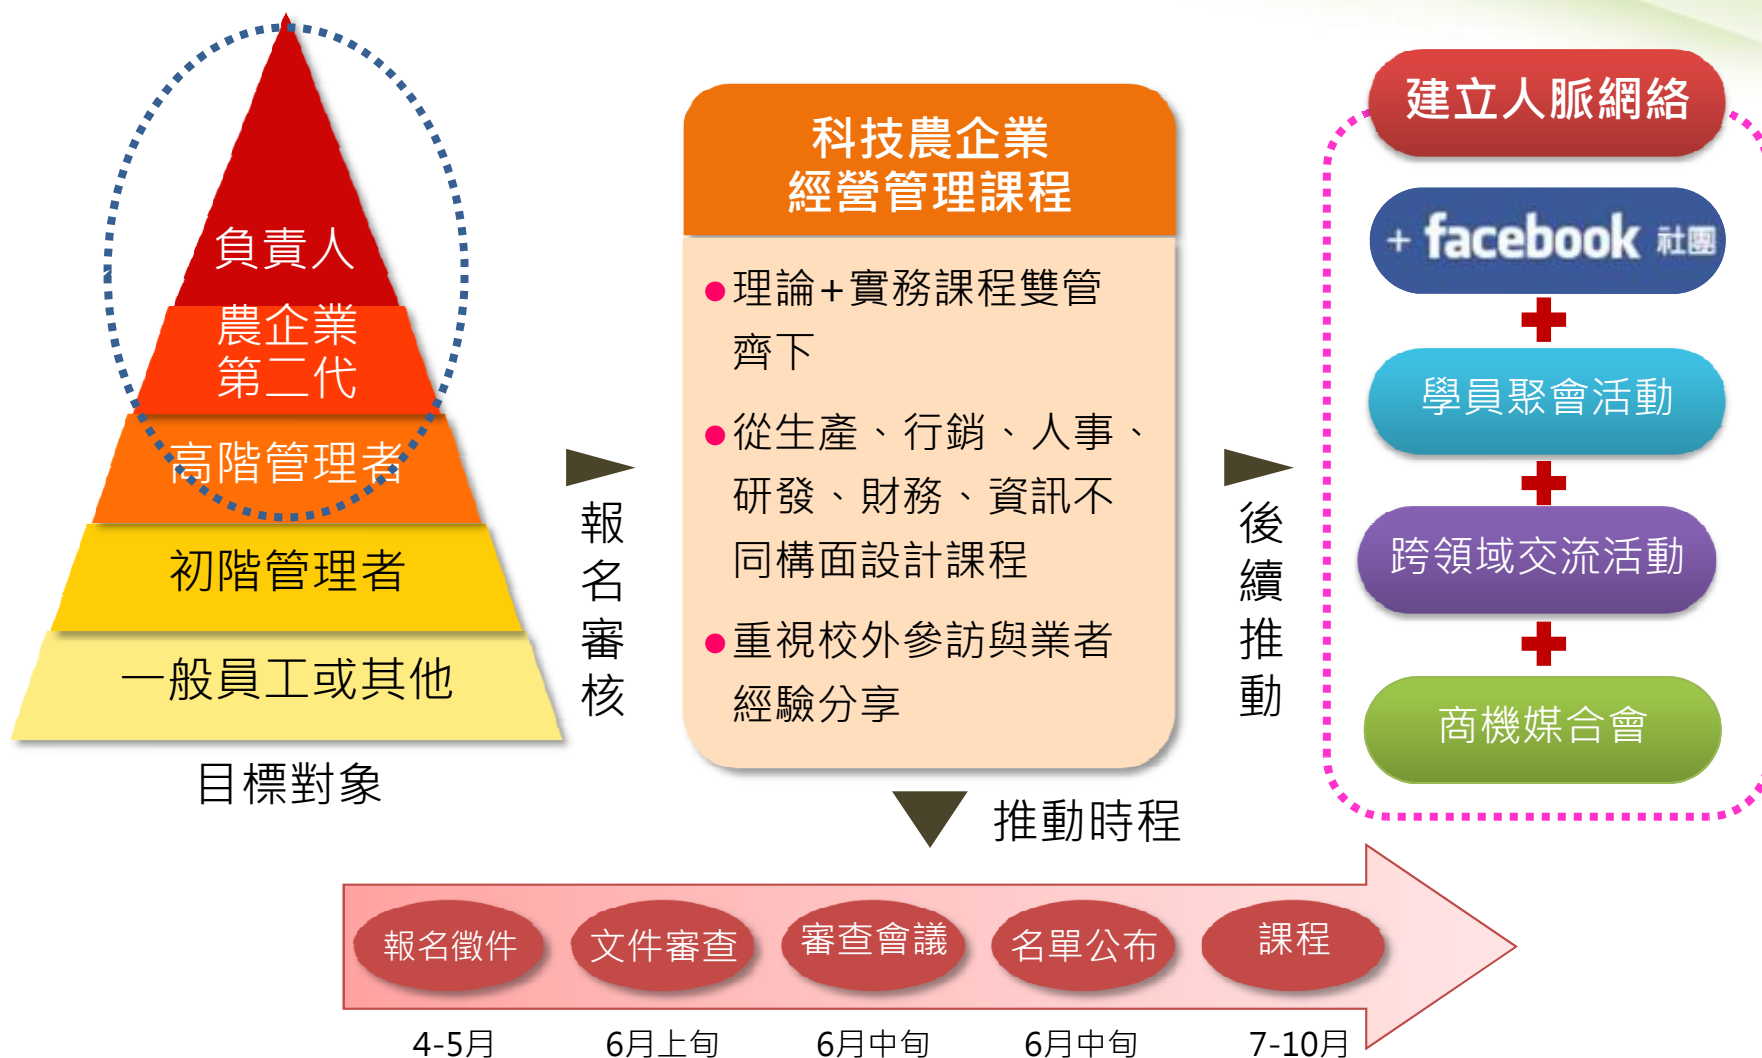 負責人
農企業
第二代
高階管理者
初階管理者
一般員工或其他
目標對象
報名審核
科技農企業
經營管理課程
●理論+實務課程雙管
齊下
●從生產、行銷、人事、
研發、財務、資訊不
同構面設計課程
●重視校外參訪與業者
經驗分享
後續推動
建立人脈網絡
+ facebook 社團
學員聚會活動
跨領域交流活動
商機媒合會
推動時程
報名徵件
文件審查
審查會議
名單公布
課程
4-5月
6月上旬
6月中旬
6月中旬
7-10月